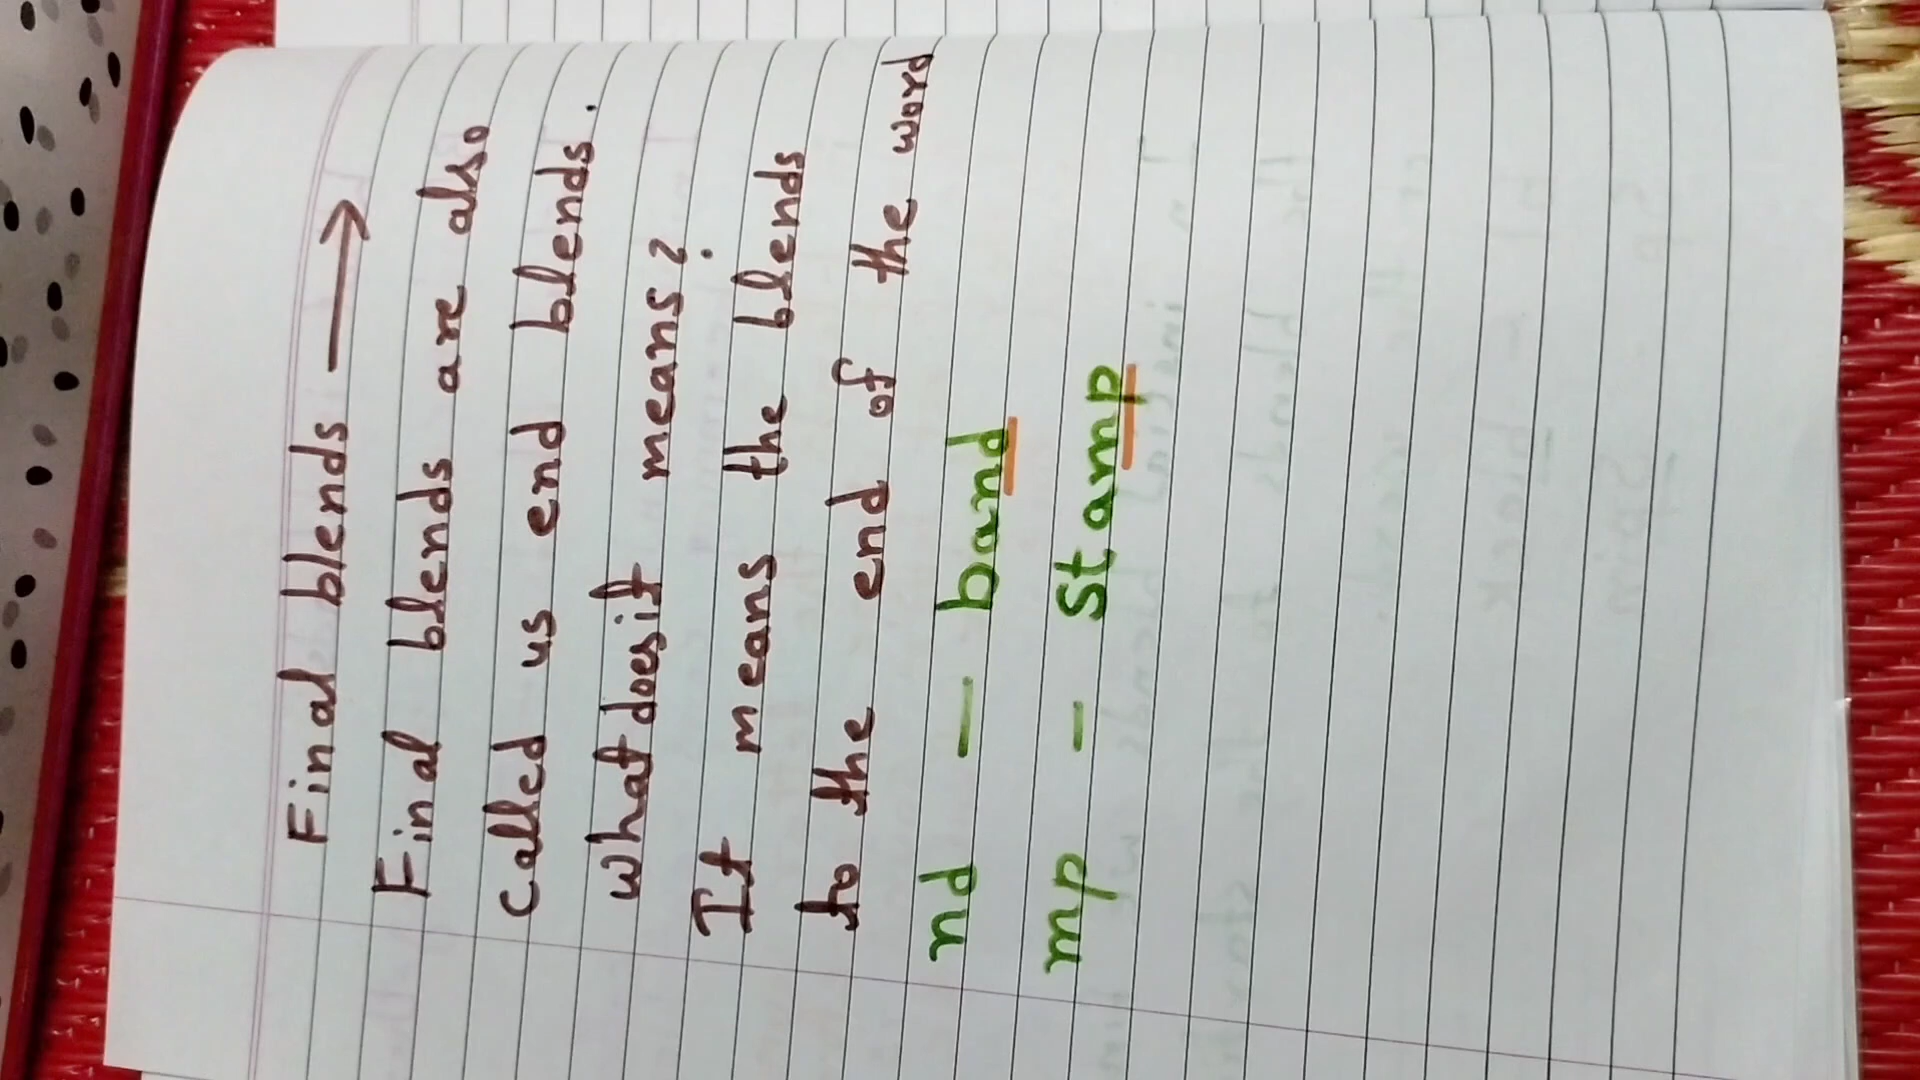 Final blends →
Final blends are also
called us end blends.
what does it means?
It means the blends
to the end of the word
nd — band
mp – stamp